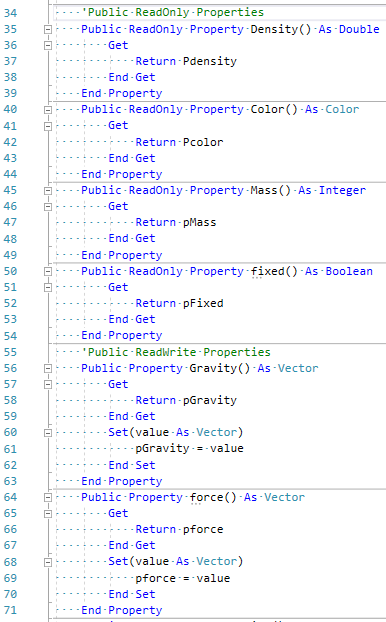 34 'Public ReadOnly Properties
35 Public ReadOnly Property Density() As Double
36 Get
37 Return Pdensity
38 End Get
39 End Property
40 Public ReadOnly Property Color() As Color
41 Get
42 Return Pcolor
43 End Get
44 End Property
45 Public ReadOnly Property Mass() As Integer
46 Get
47 Return pMass
48 End Get
49 End Property
50 Public ReadOnly Property fixed() As Boolean
51 Get
52 Return pFixed
53 End Get
54 End Property
55 'Public ReadWrite Properties
56 Public Property Gravity() As Vector
57 Get
58 Return pGravity
59 End Get
60 Set(value As Vector)
61 pGravity = value
62 End Set
63 End Property
64 Public Property force() As Vector
65 Get
66 Return pforce
67 End Get
68 Set(value As Vector)
69 pforce = value
70 End Set
71 End Property